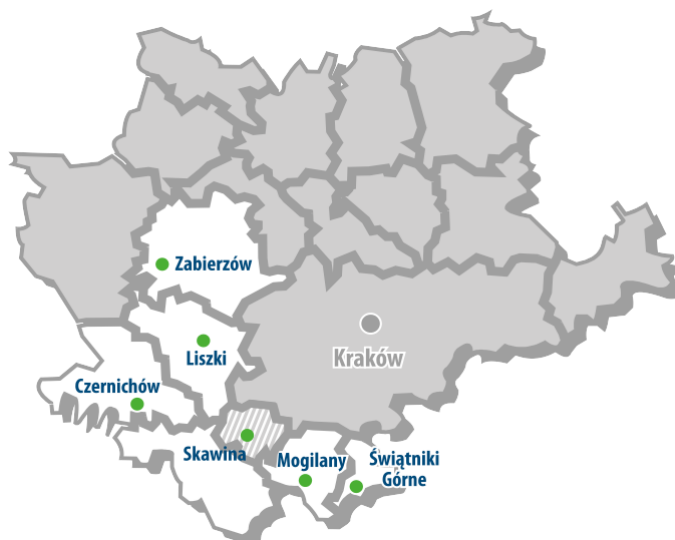 Zabierzów
Kraków
Liszki
Czernichów
Skawina
Mogilany
Świątniki
Górne